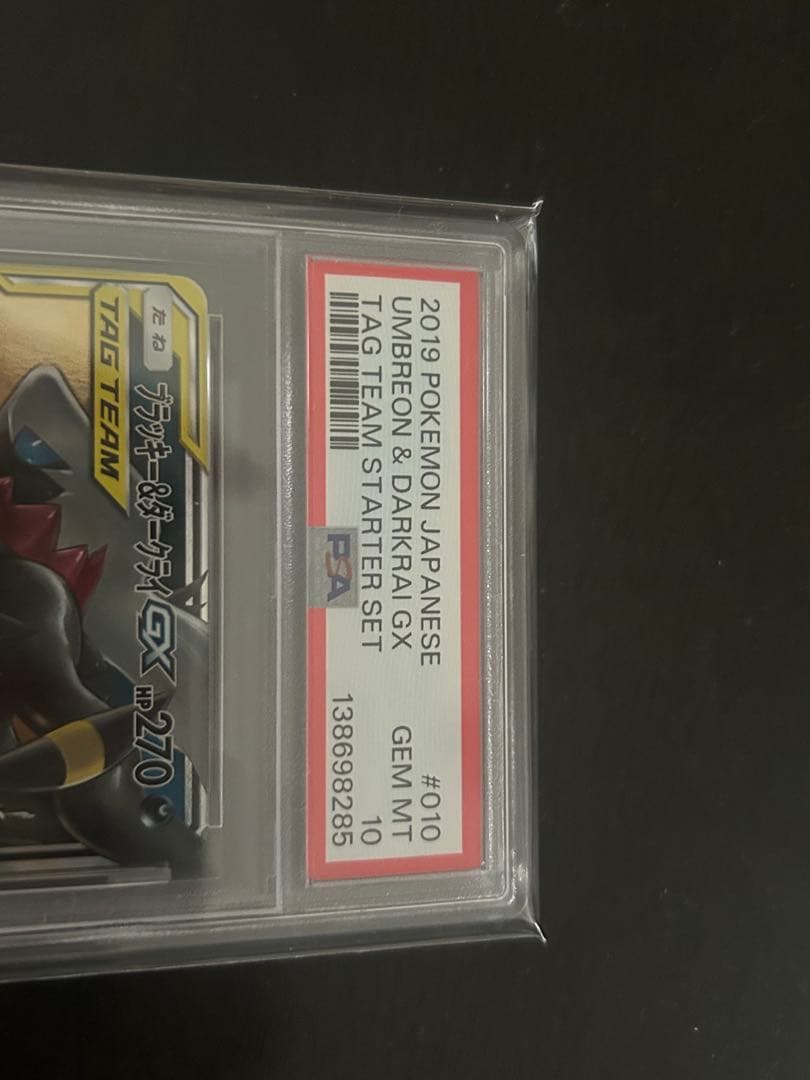 2019 POKEMON JAPANESE #010
UMBREON & DARKRAI GX GEM MT
TAG TEAM STARTER SET 10
PSA 138698285
たね ブラッキー&ダークライGX HP270
TAG TEAM